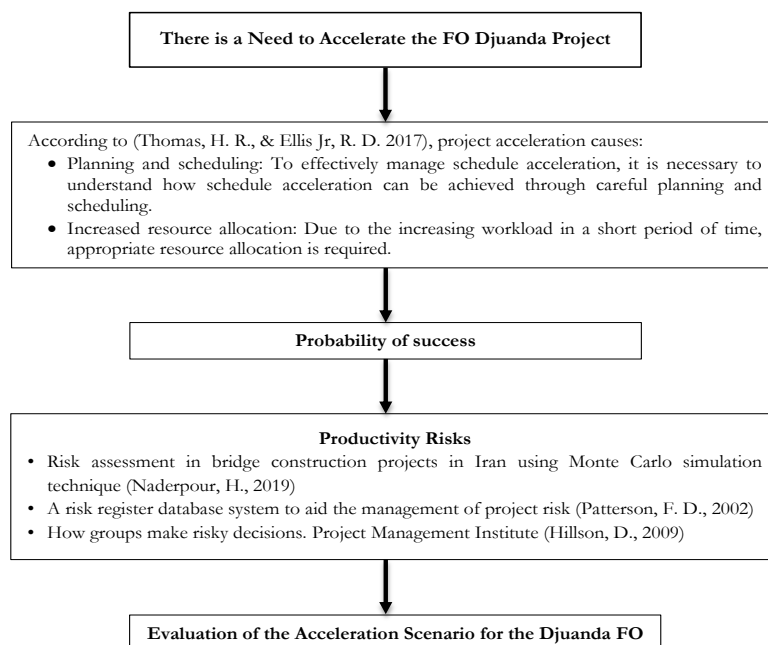 There is a Need to Accelerate the FO Djuanda Project
According to (Thomas, H. R., & Ellis Jr, R. D. 2017), project acceleration causes:
• Planning and scheduling: To effectively manage schedule acceleration, it is necessary to
understand how schedule acceleration can be achieved through careful planning and
scheduling.
• Increased resource allocation: Due to the increasing workload in a short period of time,
appropriate resource allocation is required.
Probability of success
Productivity Risks
• Risk assessment in bridge construction projects in Iran using Monte Carlo simulation
technique (Naderpour, H., 2019)
• A risk register database system to aid the management of project risk (Patterson, F. D., 2002)
• How groups make risky decisions. Project Management Institute (Hillson, D., 2009)
Evaluation of the Acceleration Scenario for the Djuanda FO